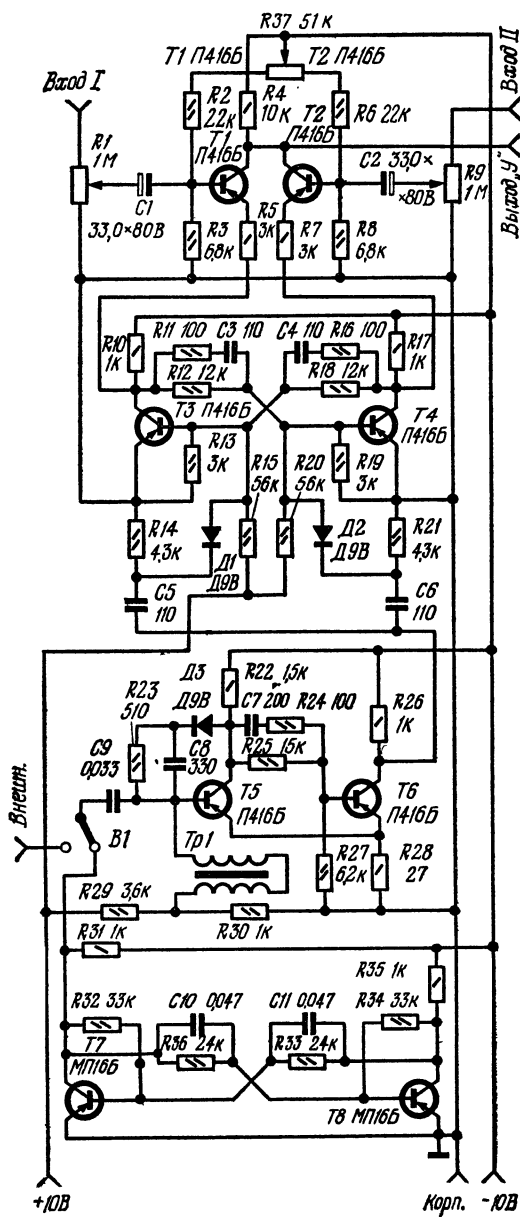 R37 51к
Вход II
T1 П416Б
T2 П416Б
Вход I
R2
22к
R4
10к
T2
П416Б
R6 22к
T1
П416Б
R1
1М
C2 33,0×
×80В
R9
1М
Выход „У"
C1
33,0×80В
R3
6,8к
R5
3к
R7
3к
R8
6,8к
R11 100
C3 110
C4 110
R16 100
R10
1к
R17
1к
R12 12к
R18 12к
T3 П416Б
T4
П416Б
R13
3к
R15
56к
R20
56к
R19
3к
R14
4,3к
Д1
Д9В
Д2
Д9В
R21
4,3к
C5
110
C6
110
Д3
Д9В
R22 1,5к
R23
510
C7 200
R24 100
R26
1к
C9
0,033
C8
330
R25 15к
T5
П416Б
T6
П416Б
Внешн.
В1
Тр1
R27
6,2к
R28
27
R29 3,6к
R30 1к
R31 1к
R35 1к
R32 33к
C10 0,047
C11 0,047
R34 33к
T7
МП16Б
R36 24к
R33 24к
T8 МП16Б
+10В
Корп.
-10В